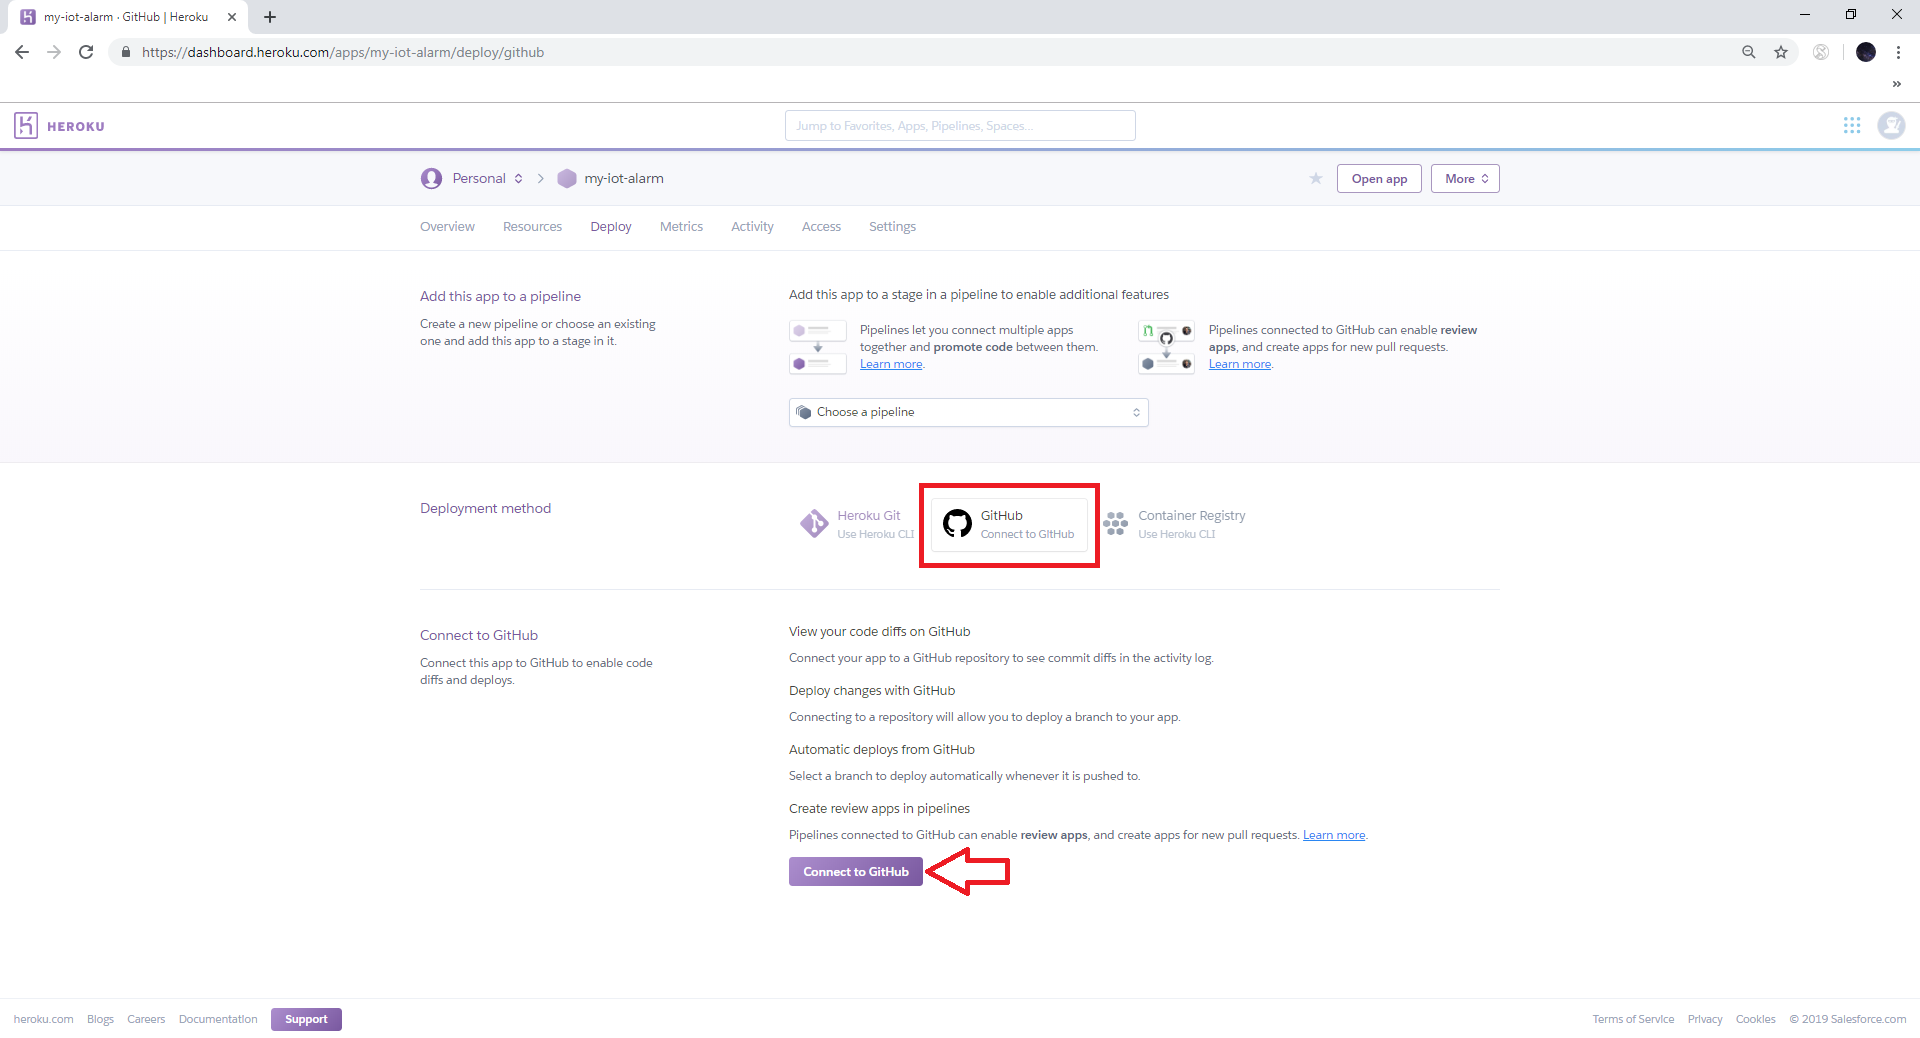 my-iot-alarm · GitHub | Heroku
https://dashboard.heroku.com/apps/my-iot-alarm/deploy/github
HEROKU
Jump to Favorites, Apps, Pipelines, Spaces...
Personal
my-iot-alarm
Open app
More
Overview
Resources
Deploy
Metrics
Activity
Access
Settings
Add this app to a pipeline
Create a new pipeline or choose an existing
one and add this app to a stage in it.
Add this app to a stage in a pipeline to enable additional features
Pipelines let you connect multiple apps
together and promote code between them.
Learn more.
Pipelines connected to GitHub can enable review
apps, and create apps for new pull requests.
Learn more.
Choose a pipeline
Deployment method
Heroku Git
Use Heroku CLI
GitHub
Connect to GitHub
Container Registry
Use Heroku CLI
Connect to GitHub
Connect this app to GitHub to enable code
diffs and deploys.
View your code diffs on GitHub
Connect your app to a GitHub repository to see commit diffs in the activity log.
Deploy changes with GitHub
Connecting to a repository will allow you to deploy a branch to your app.
Automatic deploys from GitHub
Select a branch to deploy automatically whenever it is pushed to.
Create review apps in pipelines
Pipelines connected to GitHub can enable review apps, and create apps for new pull requests. Learn more.
Connect to GitHub
heroku.com
Blogs
Careers
Documentation
Support
Terms of Service
Privacy
Cookies
© 2019 Salesforce.com